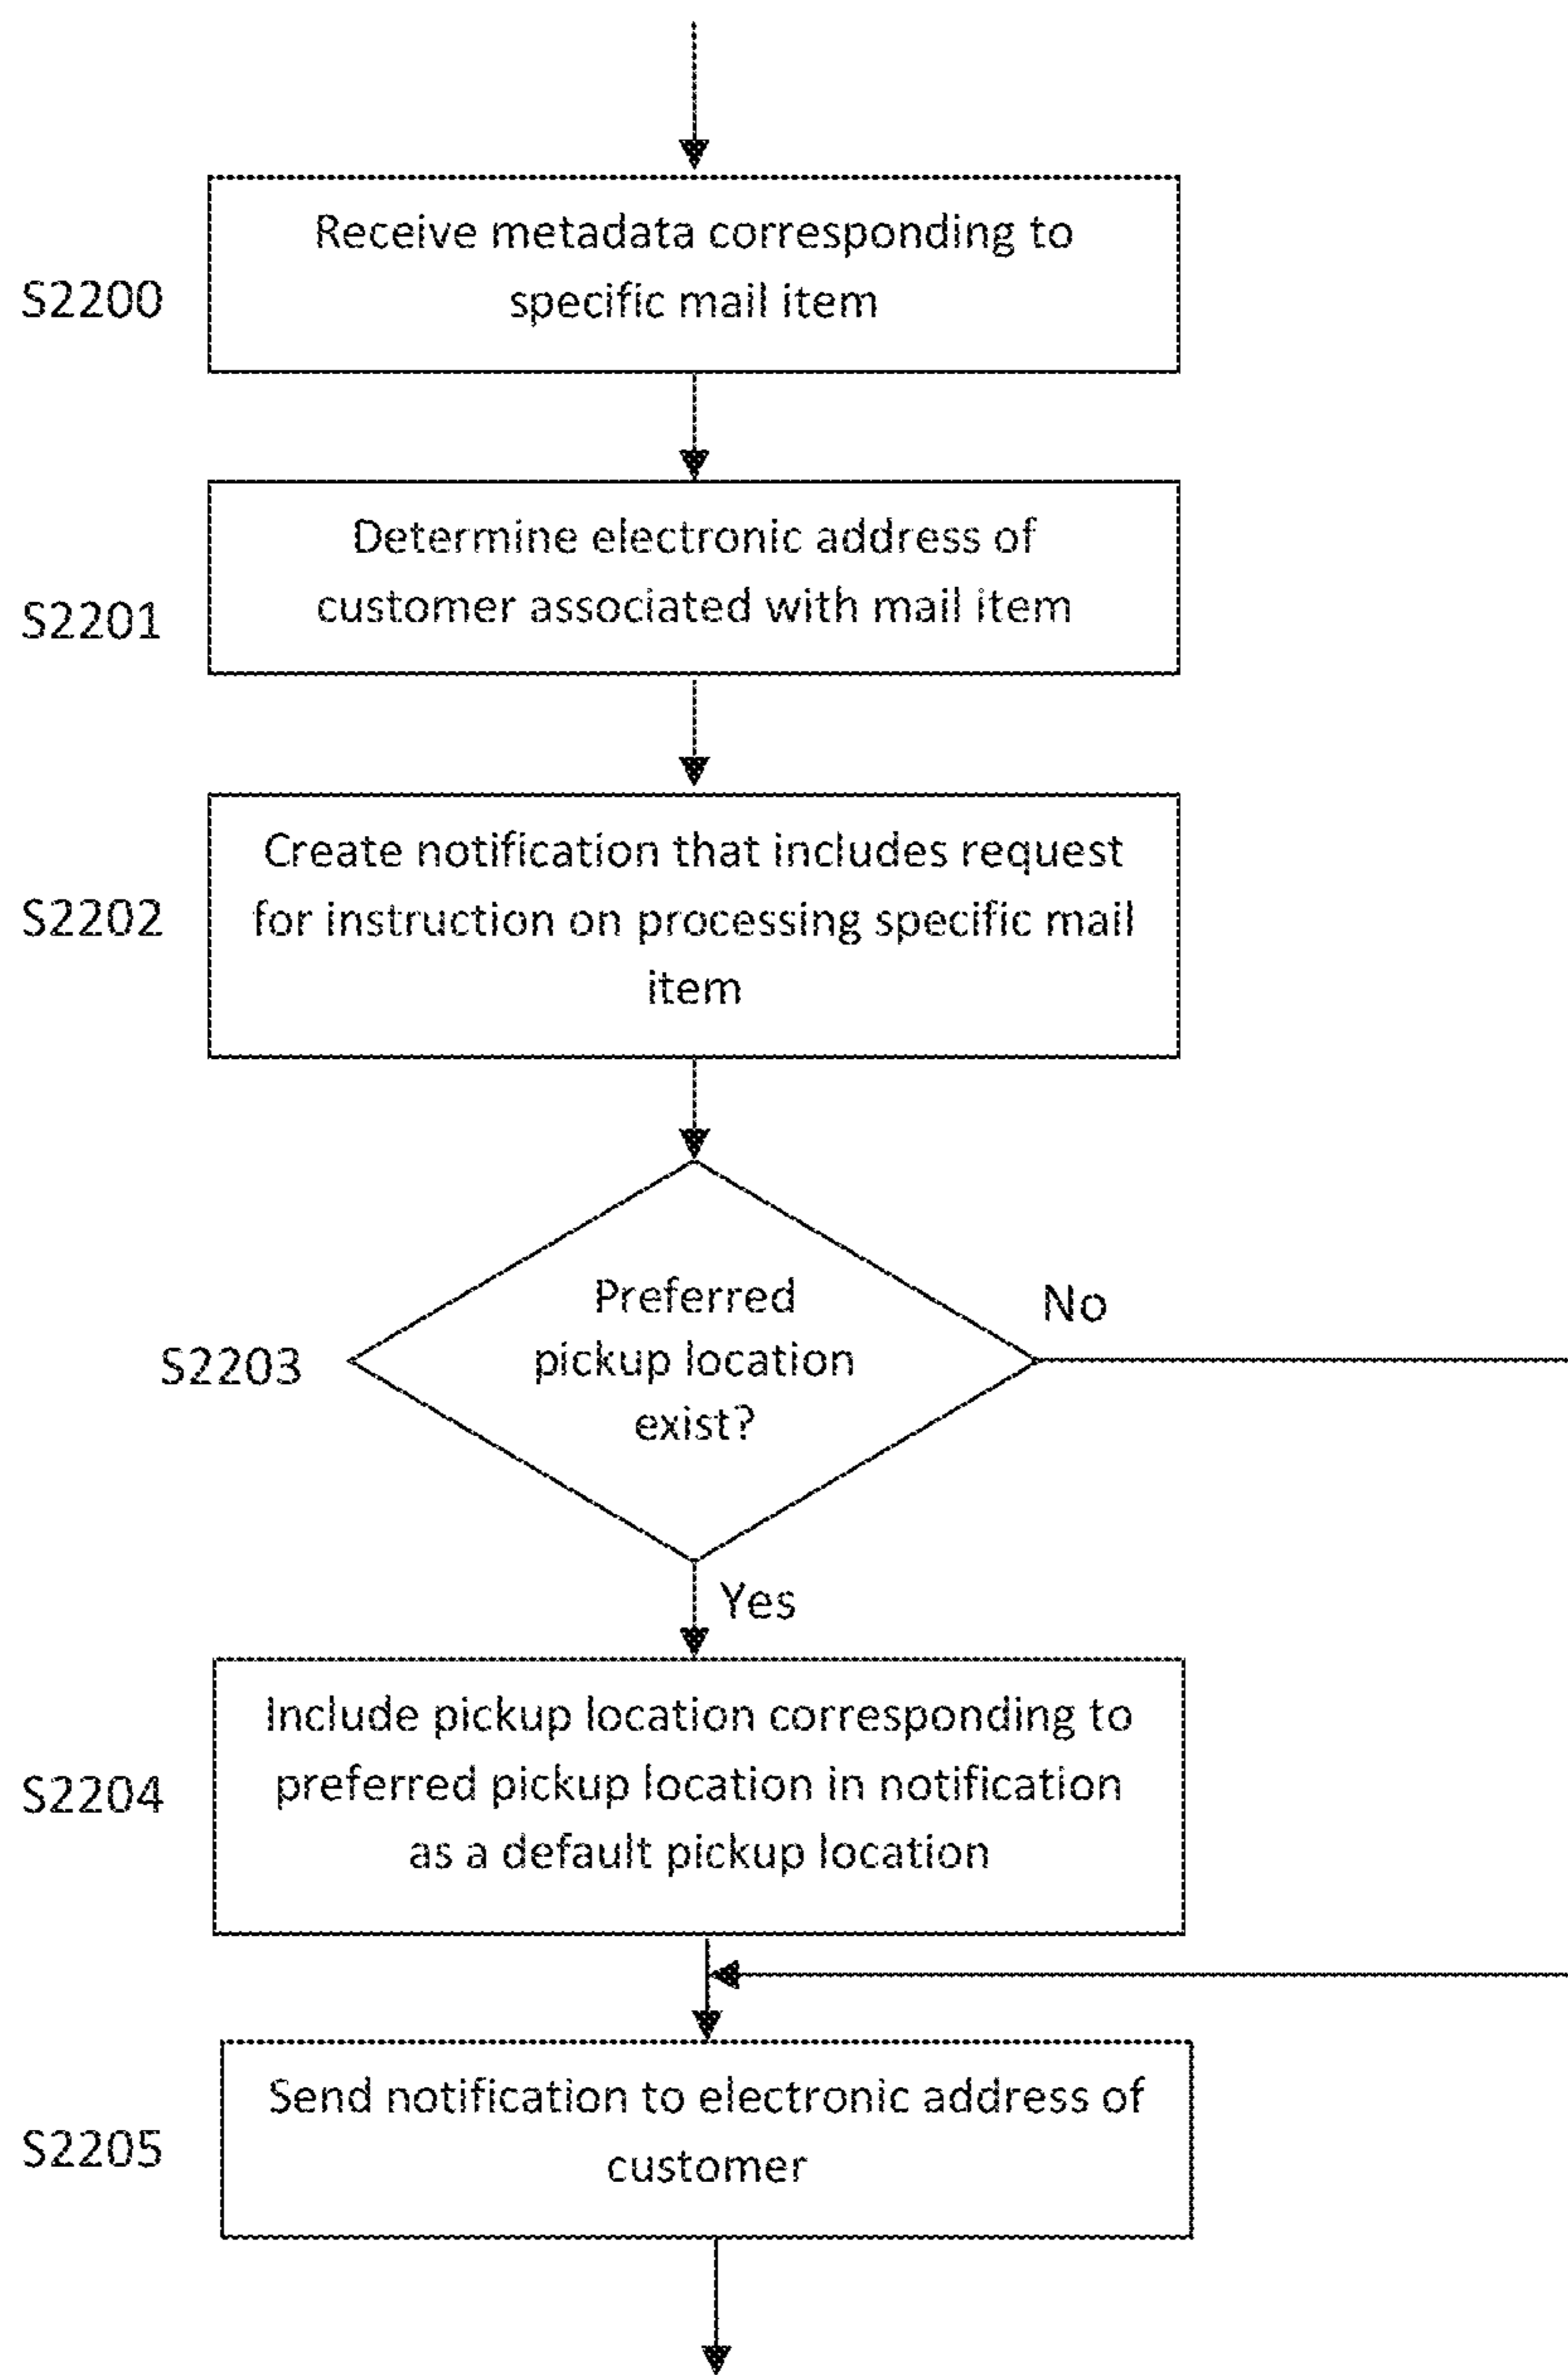 Receive metadata corresponding to
specific mail item
S2200
Determine electronic address of
customer associated with mail item
S2201
Create notification that includes request
for instruction on processing specific mail
item
S2202
Preferred
pickup location
exist?
S2203
No
Yes
Include pickup location corresponding to
preferred pickup location in notification
as a default pickup location
S2204
Send notification to electronic address of
customer
S2205